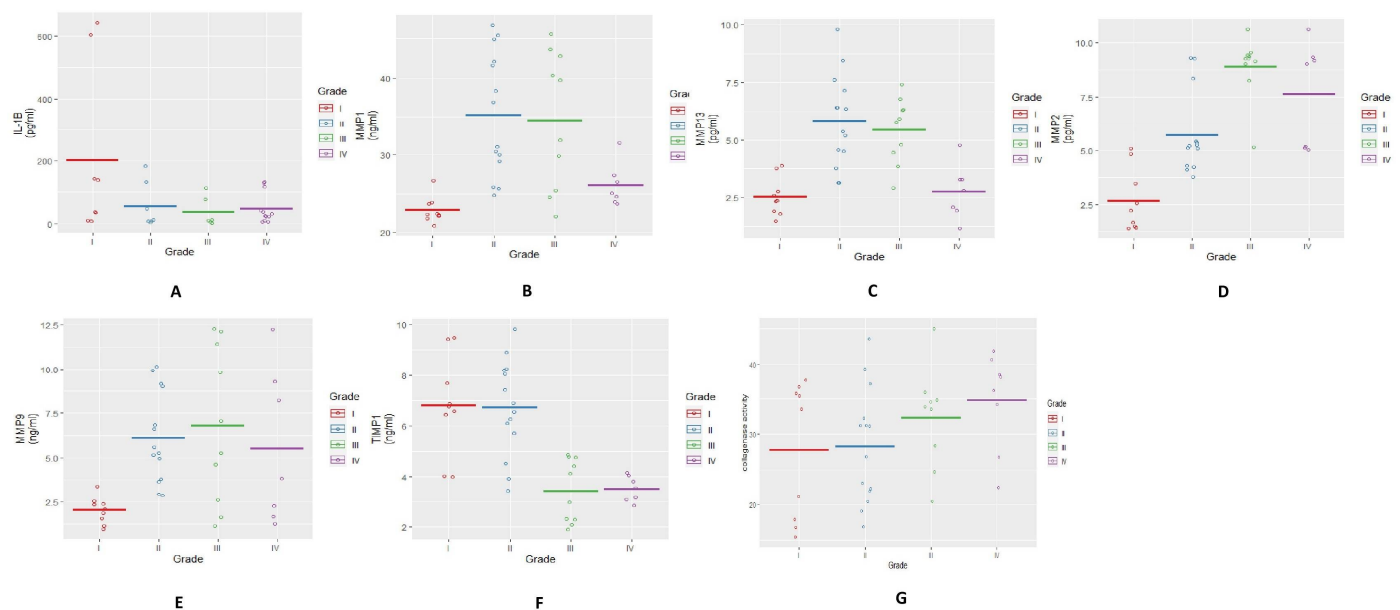 600
400
200
0
IL-1B
(pg/ml)
I
II
III
IV
Grade
Grade
I
II
III
IV
A
40
30
20
MMP1
(ng/ml)
I
II
III
IV
Grade
Grade
B
10.0
7.5
5.0
2.5
MMP13
(pg/ml)
I
II
III
IV
Grade
Grade
I
II
III
IV
C
10.0
7.5
5.0
2.5
MMP2
(pg/ml)
I
II
III
IV
Grade
Grade
I
II
III
IV
D
12.5
10.0
7.5
5.0
2.5
MMP9
(ng/ml)
I
II
III
IV
Grade
Grade
I
II
III
IV
E
10
8
6
4
2
TIMP1
(ng/ml)
I
II
III
IV
Grade
Grade
I
II
III
IV
F
40
30
20
collagenase activity
I
II
III
IV
Grade
Grade
I
II
III
IV
G